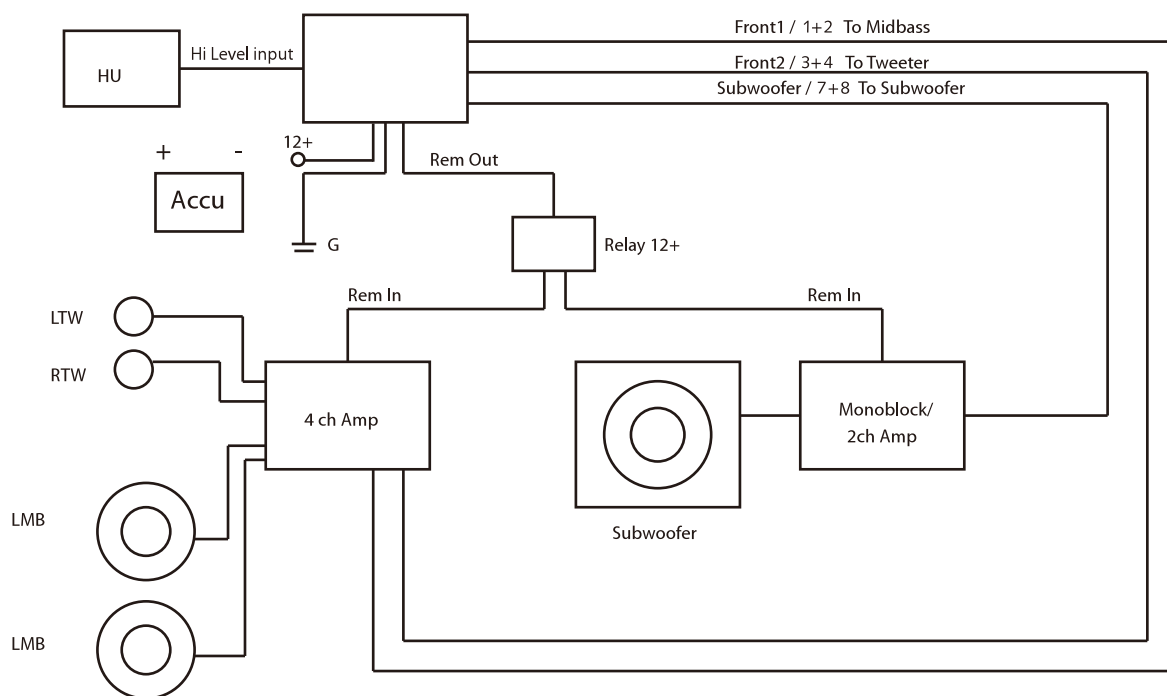 Front1 / 1+2 To Midbass
Hi Level input
HU
Front2 / 3+4 To Tweeter
Subwoofer / 7+8 To Subwoofer
12+
+ -
Rem Out
Accu
G
Relay 12+
Rem In
Rem In
LTW
RTW
4 ch Amp
Monoblock/
2ch Amp
LMB
Subwoofer
LMB